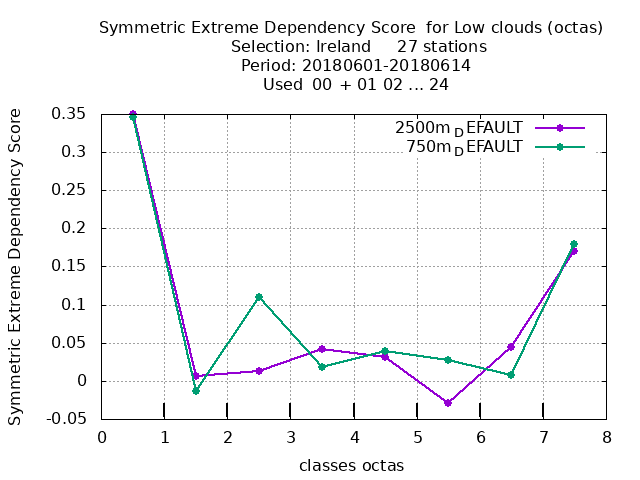 Symmetric Extreme Dependency Score  for Low clouds (octas)
Selection: Ireland     27 stations
Period: 20180601-20180614
Used  00 + 01 02 ... 24
2500m_DEFAULT
750m_DEFAULT
Symmetric Extreme Dependency Score
0.35
0.3
0.25
0.2
0.15
0.1
0.05
0
-0.05
0 1 2 3 4 5 6 7 8
classes octas